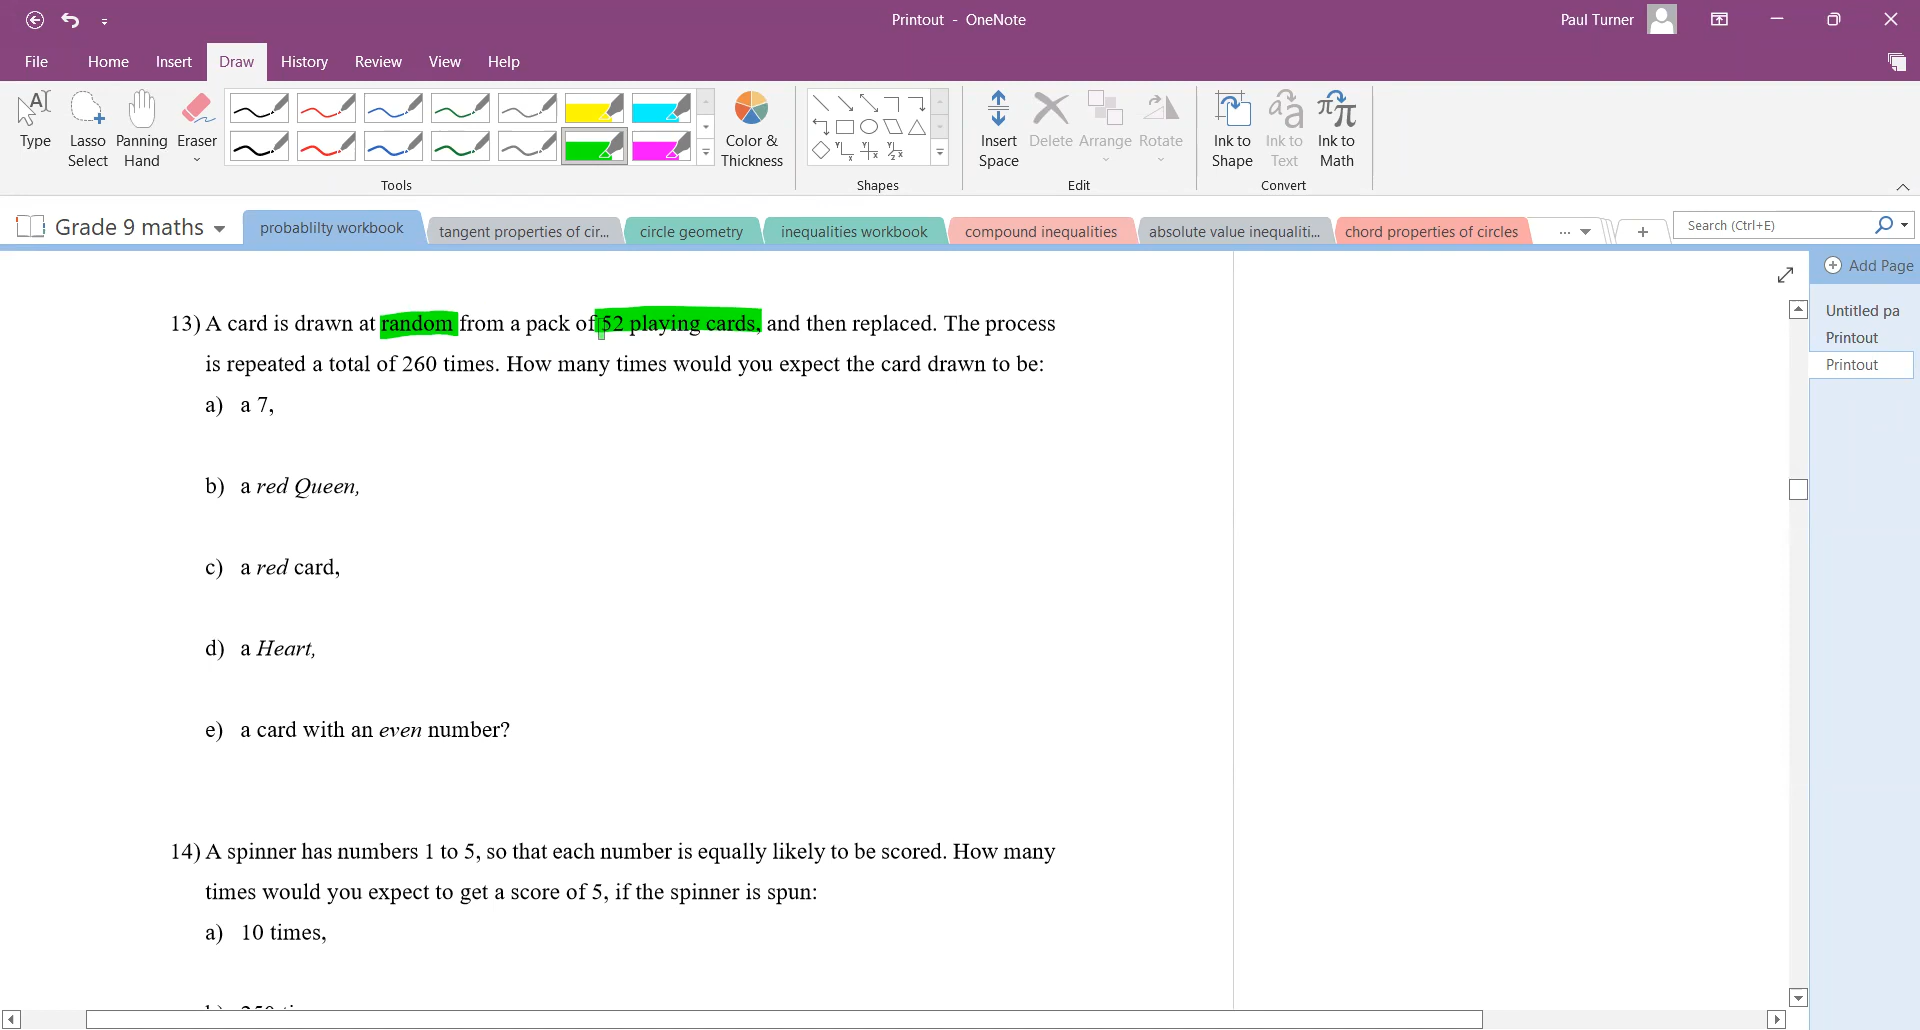 Printout - OneNote
Paul Turner
File Home Insert Draw History Review View Help
Type
Lasso Select
Panning Hand
Eraser
Color & Thickness
Insert Space
Delete
Arrange
Rotate
Ink to Shape
Ink to Text
Ink to Math
Tools
Shapes
Edit
Convert
Grade 9 maths
probablilty workbook
tangent properties of cir...
circle geometry
inequalities workbook
compound inequalities
absolute value inequaliti...
chord properties of circles
...
Search (Ctrl+E)
Add Page
Untitled pa
Printout
Printout
13) A card is drawn at random from a pack of 52 playing cards, and then replaced. The process
is repeated a total of 260 times. How many times would you expect the card drawn to be:
a) a 7,
b) a red Queen,
c) a red card,
d) a Heart,
e) a card with an even number?
14) A spinner has numbers 1 to 5, so that each number is equally likely to be scored. How many
times would you expect to get a score of 5, if the spinner is spun:
a) 10 times,